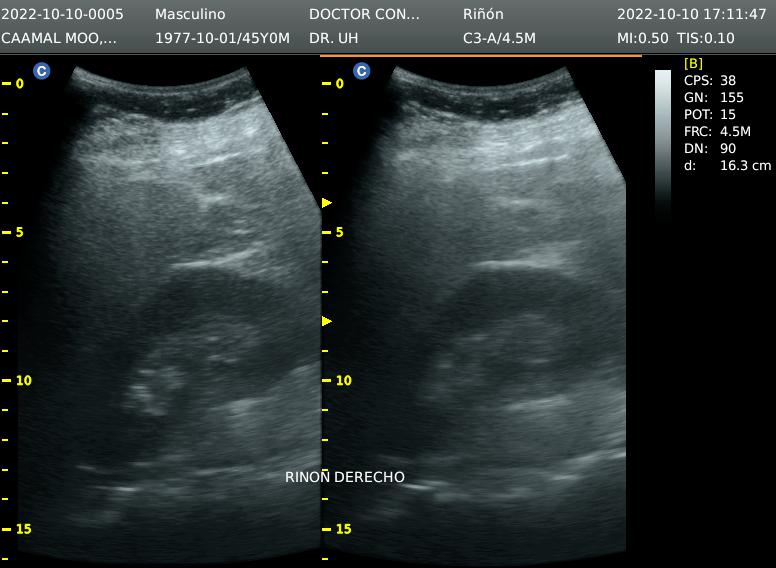 2022-10-10-0005 Masculino DOCTOR CON... Riñón 2022-10-10 17:11:47
CAAMAL MOO,... 1977-10-01/45Y0M DR. UH C3-A/4.5M MI:0.50 TIS:0.10
[B]
CPS: 38
GN: 155
POT: 15
FRC: 4.5M
DN: 90
d: 16.3 cm
C C
0 0
5 5
10 10
RINON DERECHO
15 15